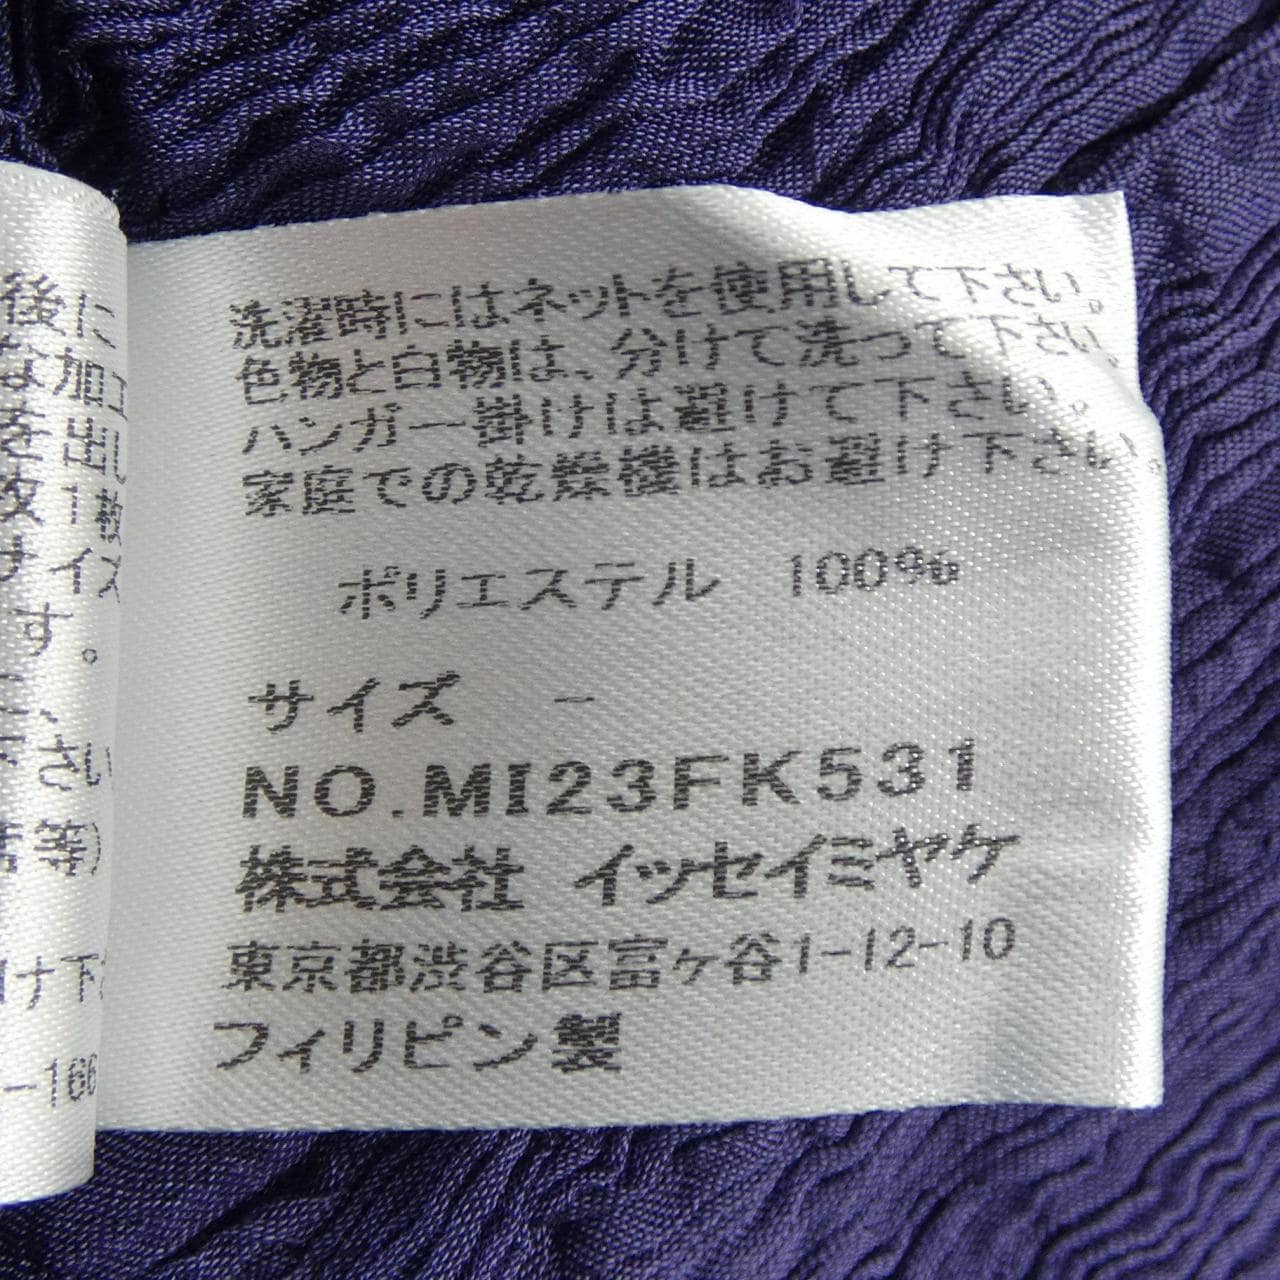 洗濯時にはネットを使用して下さい。
色物と白物は、分けて洗って下さい、
ハンガー掛けは避けて下さい。
家庭での乾燥機はお避け下さい。
ポリエステル 100%
サイズ -
NO.MI23FK531
株式会社 イッセイミヤケ
東京都渋谷区富ヶ谷1-12-10
フィリピン製